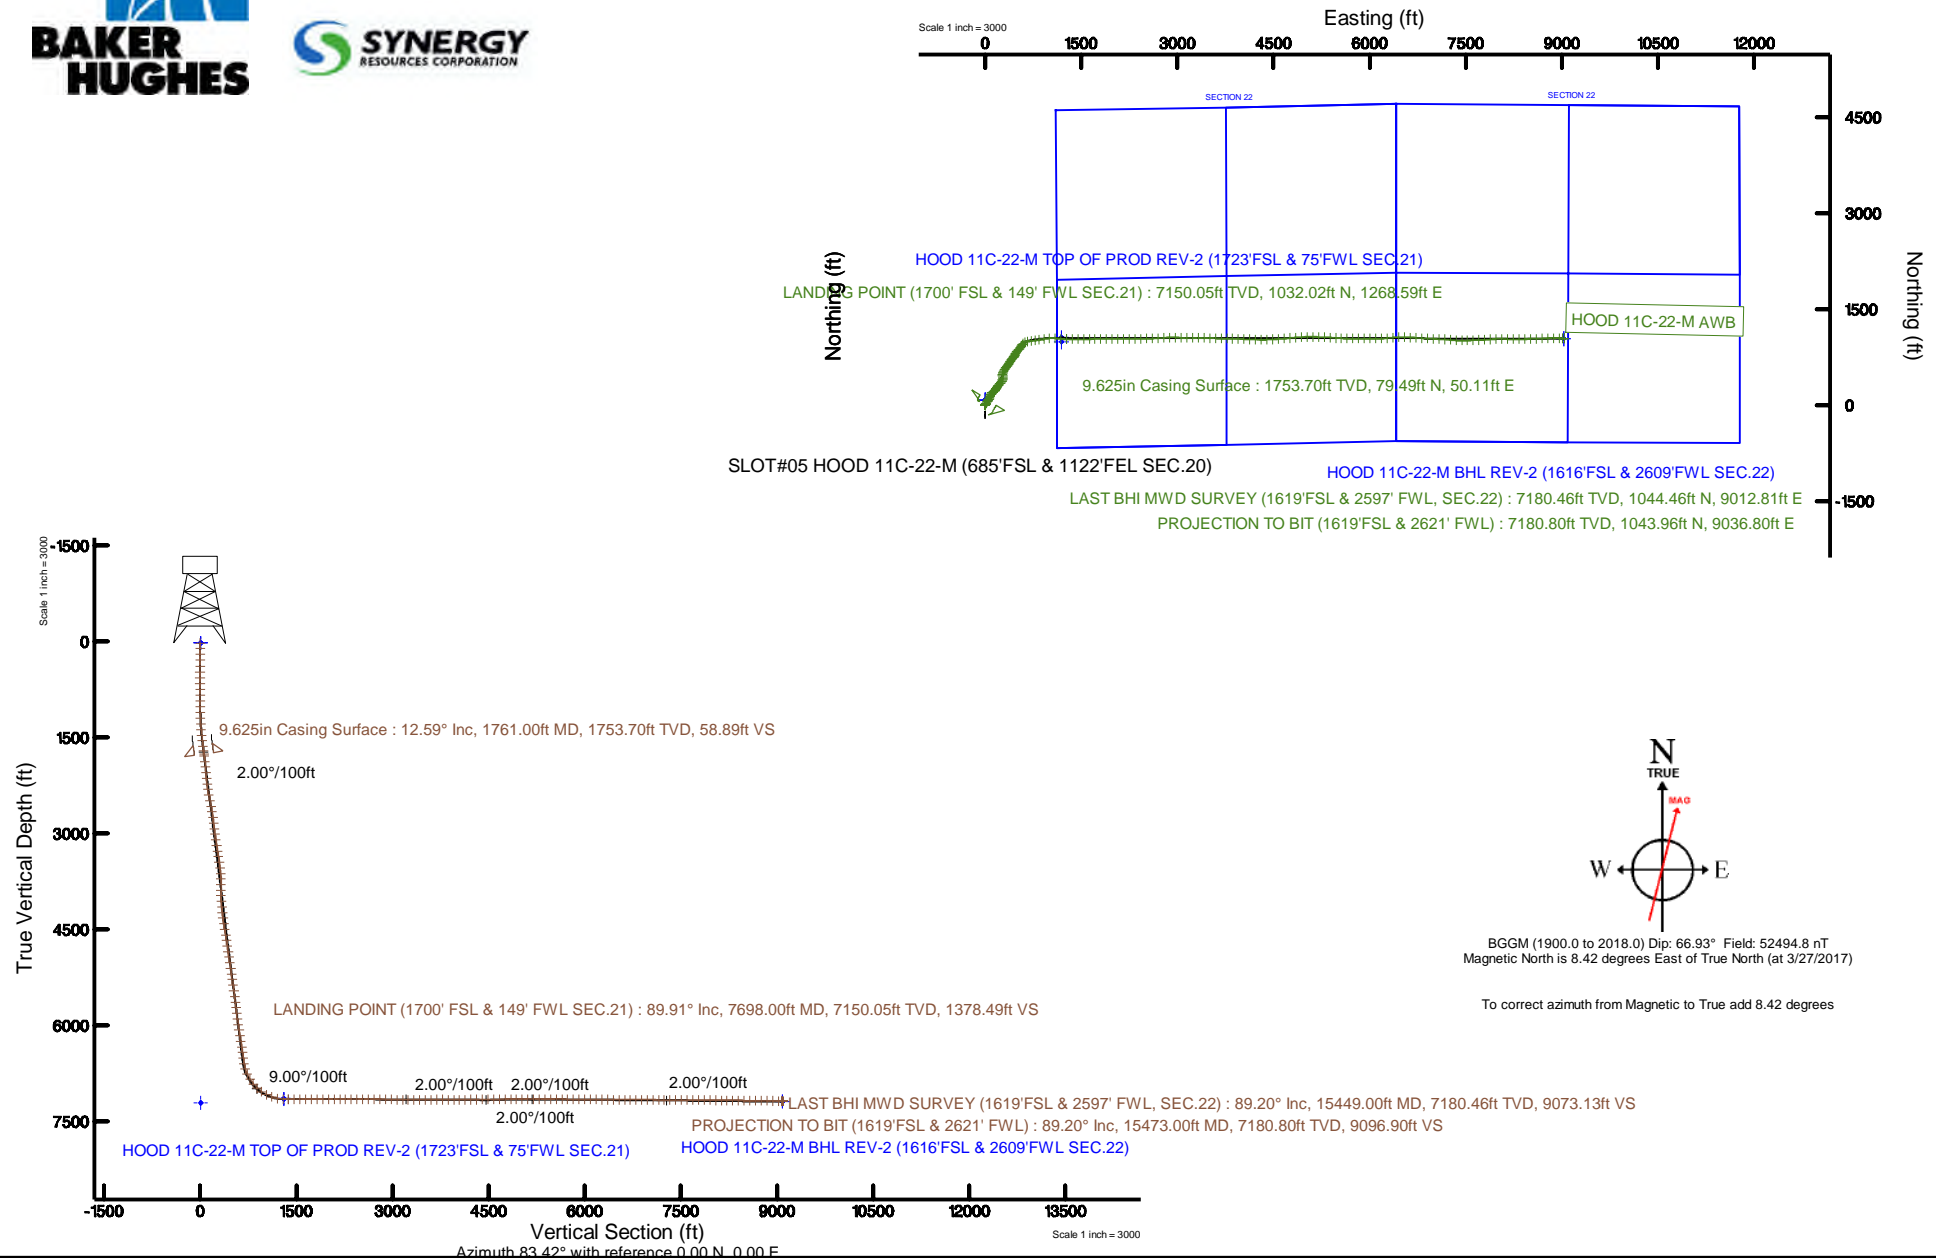 BAKER
HUGHES
SYNERGY
RESOURCES CORPORATION
Easting (ft)
Scale 1 inch = 3000
0 1500 3000 4500 6000 7500 9000 10500 12000
SECTION 22
SECTION 22
4500
3000
1500
0
-1500
Northing (ft)
Northing (ft)
HOOD 11C-22-M TOP OF PROD REV-2 (1723'FSL & 75'FWL SEC.21)
LANDING POINT (1700' FSL & 149' FWL SEC.21) : 7150.05ft TVD, 1032.02ft N, 1268.59ft E
HOOD 11C-22-M AWB
9.625in Casing Surface : 1753.70ft TVD, 79.49ft N, 50.11ft E
SLOT#05 HOOD 11C-22-M (685'FSL & 1122'FEL SEC.20)
HOOD 11C-22-M BHL REV-2 (1616'FSL & 2609'FWL SEC.22)
LAST BHI MWD SURVEY (1619'FSL & 2597' FWL, SEC.22) : 7180.46ft TVD, 1044.46ft N, 9012.81ft E
PROJECTION TO BIT (1619'FSL & 2621' FWL) : 7180.80ft TVD, 1043.96ft N, 9036.80ft E
Scale 1 inch = 3000
-1500
0
1500
3000
4500
6000
7500
True Vertical Depth (ft)
9.625in Casing Surface : 12.59° Inc, 1761.00ft MD, 1753.70ft TVD, 58.89ft VS
2.00°/100ft
LANDING POINT (1700' FSL & 149' FWL SEC.21) : 89.91° Inc, 7698.00ft MD, 7150.05ft TVD, 1378.49ft VS
9.00°/100ft
2.00°/100ft
2.00°/100ft
2.00°/100ft
2.00°/100ft
LAST BHI MWD SURVEY (1619'FSL & 2597' FWL, SEC.22) : 89.20° Inc, 15449.00ft MD, 7180.46ft TVD, 9073.13ft VS
PROJECTION TO BIT (1619'FSL & 2621' FWL) : 89.20° Inc, 15473.00ft MD, 7180.80ft TVD, 9096.90ft VS
HOOD 11C-22-M TOP OF PROD REV-2 (1723'FSL & 75'FWL SEC.21)
HOOD 11C-22-M BHL REV-2 (1616'FSL & 2609'FWL SEC.22)
-1500 0 1500 3000 4500 6000 7500 9000 10500 12000 13500
Vertical Section (ft)
Scale 1 inch = 3000
Azimuth 83.42° with reference 0.00 N, 0.00 E
N
TRUE
MAG
W
E
BGGM (1900.0 to 2018.0) Dip: 66.93° Field: 52494.8 nT
Magnetic North is 8.42 degrees East of True North (at 3/27/2017)
To correct azimuth from Magnetic to True add 8.42 degrees